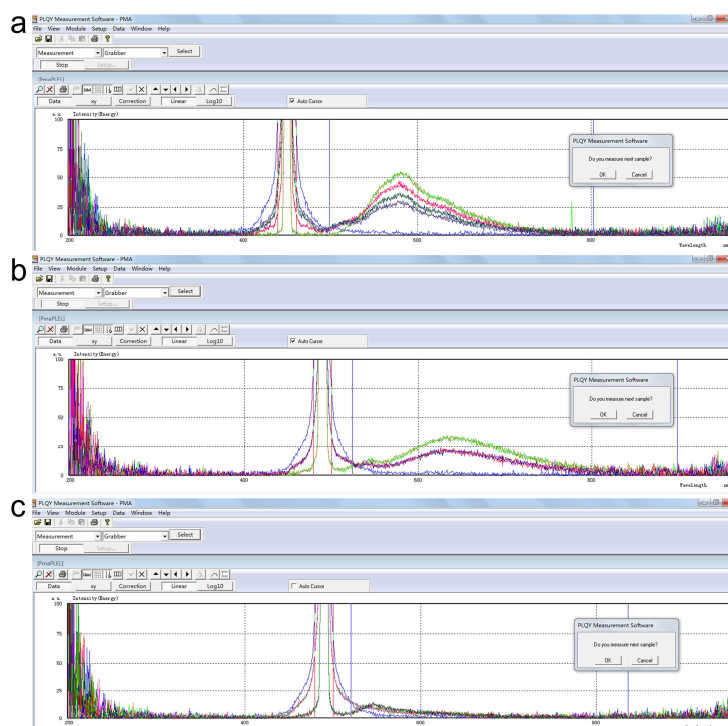 a
PLQY Measurement Software - PMA
File View Module Setup Data Window Help
Measurement Grabber Select
Stop Setup...
[PmaPLEL]
Data xy Correction Linear Log10 Auto Cursor
a.u. Intensity(Energy)
100
75
50
25
0
200 400 600 800
Wavelength
PLQY Measurement Software
Do you measure next sample?
OK Cancel
b
PLQY Measurement Software - PMA
File View Module Setup Data Window Help
Measurement Grabber Select
Stop Setup...
[PmaPLEL]
Data xy Correction Linear Log10 Auto Cursor
a.u. Intensity(Energy)
100
75
50
25
0
200 400 600 800
Wavelength
PLQY Measurement Software
Do you measure next sample?
OK Cancel
c
PLQY Measurement Software - PMA
File View Module Setup Data Window Help
Measurement Grabber Select
Stop Setup...
[PmaPLEL]
Data xy Correction Linear Log10 Auto Cursor
a.u. Intensity(Energy)
100
75
50
25
0
200 400 600 800
PLQY Measurement Software
Do you measure next sample?
OK Cancel